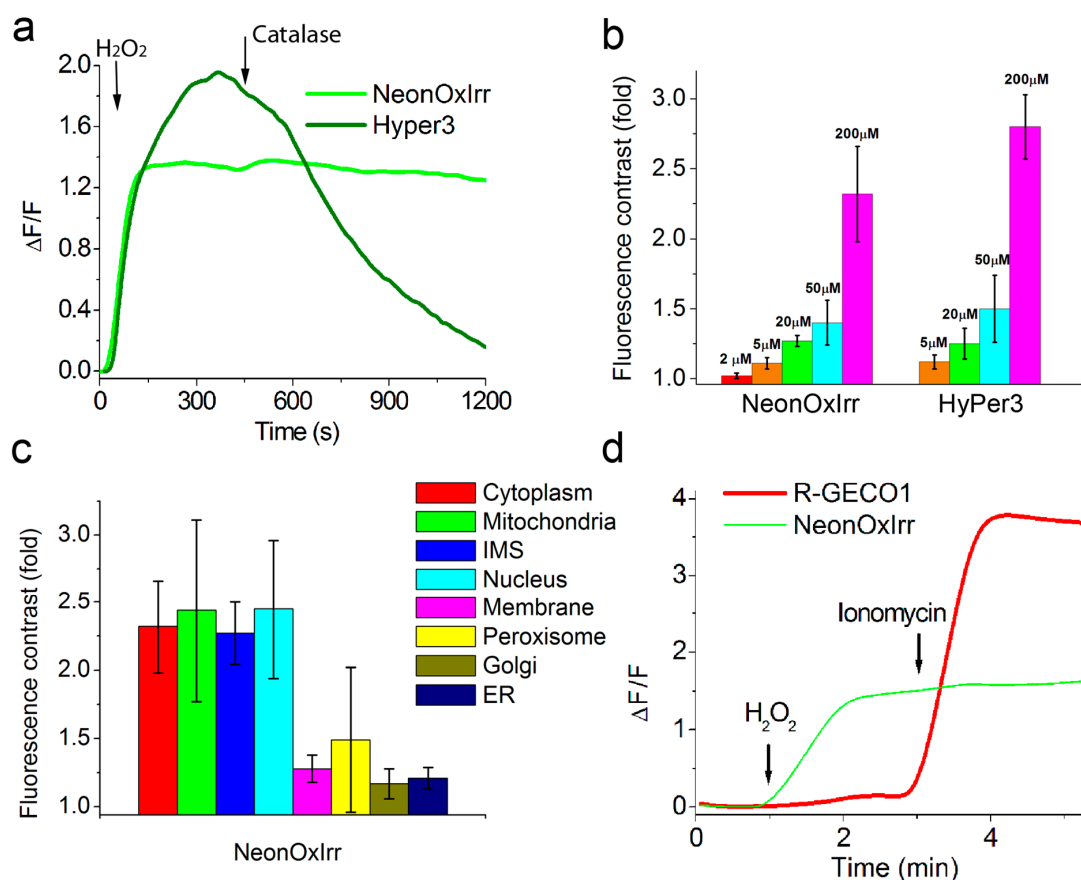 a
H2O2
Catalase
NeonOxIrr
Hyper3
2.0
1.6
1.2
0.8
0.4
0.0
ΔF/F
0
300
600
900
1200
Time (s)
b
200μM
50μM
20μM
5μM
2 μM
200μM
50μM
20μM
5μM
3.0
2.5
2.0
1.5
1.0
Fluorescence contrast (fold)
NeonOxIrr
HyPer3
c
Cytoplasm
Mitochondria
IMS
Nucleus
Membrane
Peroxisome
Golgi
ER
3.0
2.5
2.0
1.5
1.0
Fluorescence contrast (fold)
NeonOxIrr
d
R-GECO1
NeonOxIrr
Ionomycin
H2O2
4
3
2
1
0
ΔF/F
0
2
4
Time (min)